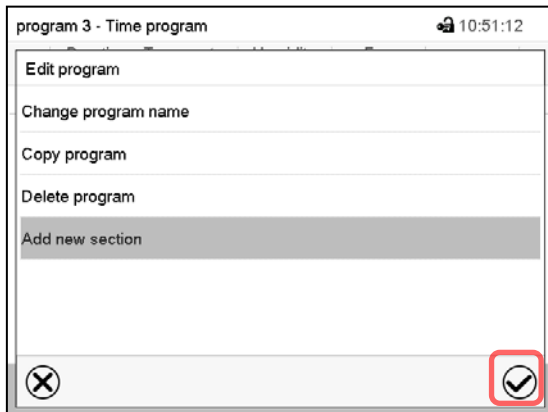 program 3 - Time program 10:51:12
Edit program
Change program name
Copy program
Delete program
Add new section